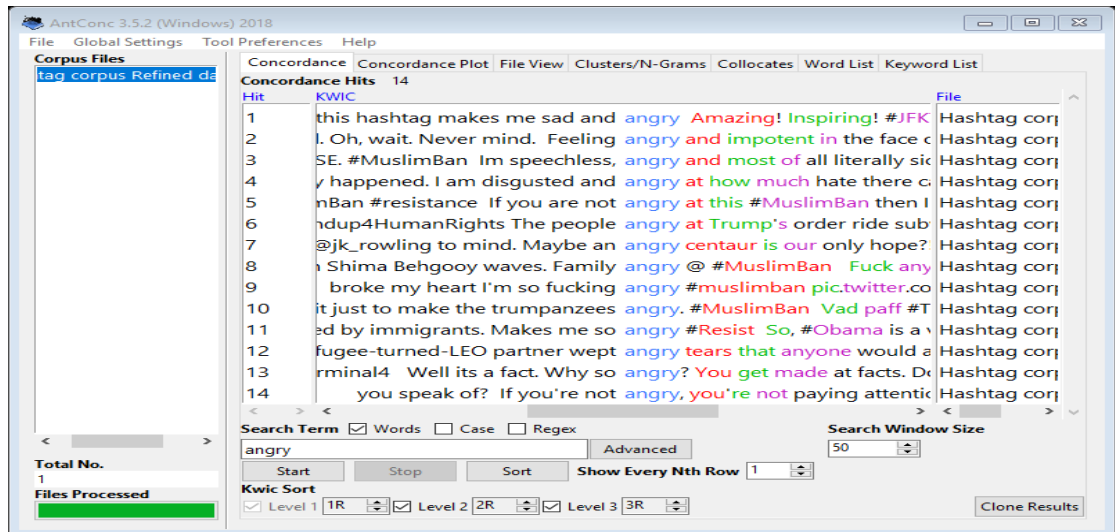 AntConc 3.5.2 (Windows) 2018
File Global Settings Tool Preferences Help
Corpus Files
tag corpus Refined da
Concordance Concordance Plot File View Clusters/N-Grams Collocates Word List Keyword List
Concordance Hits 14
Hit KWIC File
1 this hashtag makes me sad and angry Amazing! Inspiring! #JFK Hashtag corp
2 l. Oh, wait. Never mind. Feeling angry and impotent in the face c Hashtag corp
3 SE. #MuslimBan Im speechless, angry and most of all literally sic Hashtag corp
4 y happened. I am disgusted and angry at how much hate there ca Hashtag corp
5 nBan #resistance If you are not angry at this #MuslimBan then I Hashtag corp
6 ndup4HumanRights The people angry at Trump's order ride sub Hashtag corp
7 @jk_rowling to mind. Maybe an angry centaur is our only hope? Hashtag corp
8 Shima Behgooy waves. Family angry @ #MuslimBan Fuck any Hashtag corp
9 broke my heart I'm so fucking angry #muslimban pic.twitter.co Hashtag corp
10 it just to make the trumpanzees angry. #MuslimBan Vad paff #T Hashtag corp
11 ed by immigrants. Makes me so angry #Resist So, #Obama is a v Hashtag corp
12 fugee-turned-LEO partner wept angry tears that anyone would a Hashtag corp
13 rminal4 Well its a fact. Why so angry? You get made at facts. Do Hashtag corp
14 you speak of? If you're not angry, you're not paying attentic Hashtag corp
Search Term Words Case Regex Search Window Size
angry Advanced 50
Total No.
1
Start Stop Sort Show Every Nth Row 1
Files Processed
Kwic Sort
Level 1 1R Level 2 2R Level 3 3R Clone Results